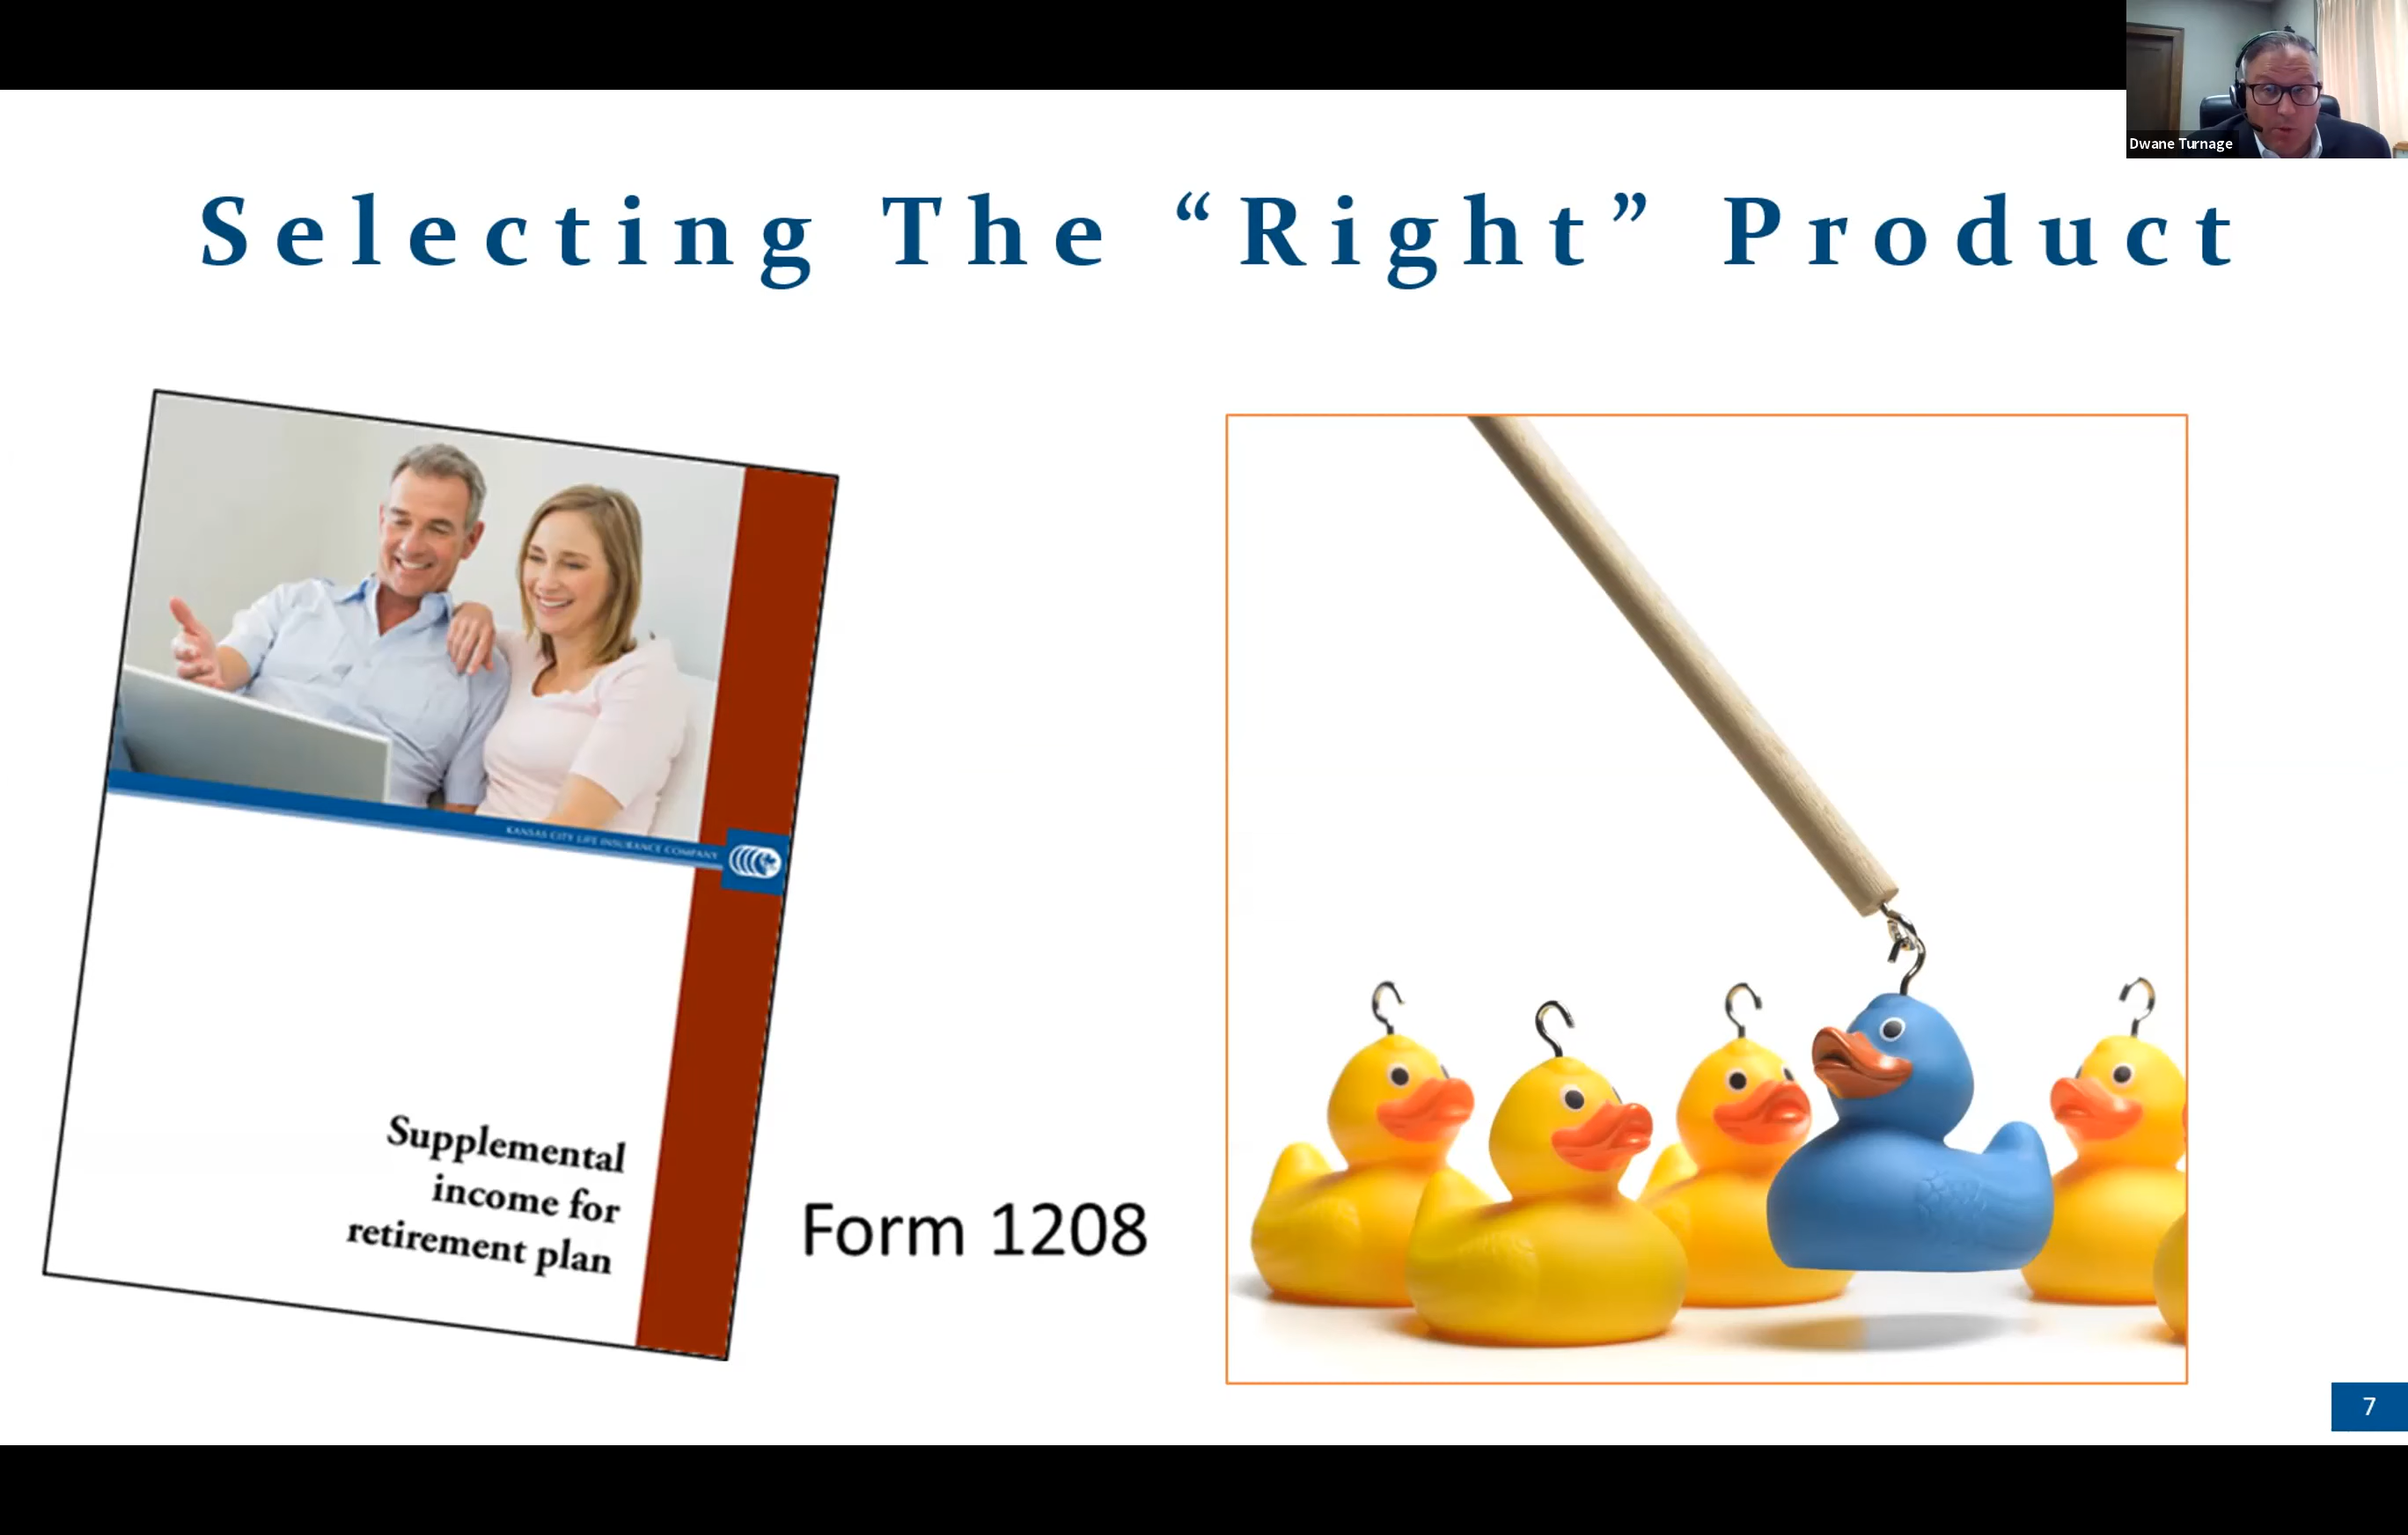 Dwane Turnage
Selecting The “Right” Product
KANSAS CITY LIFE INSURANCE COMPANY
Supplemental
income for
retirement plan
Form 1208
7